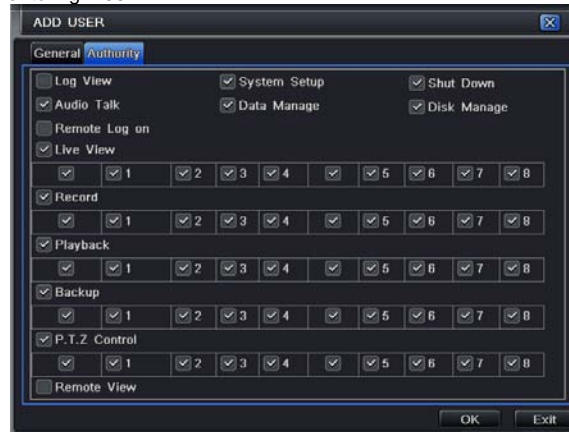 ADD USER
General Authority
Log View System Setup Shut Down
Audio Talk Data Manage Disk Manage
Remote Log on
Live View
1 2 3 4 5 6 7 8
Record
1 2 3 4 5 6 7 8
Playback
1 2 3 4 5 6 7 8
Backup
1 2 3 4 5 6 7 8
P.T.Z Control
1 2 3 4 5 6 7 8
Remote View
OK Exit